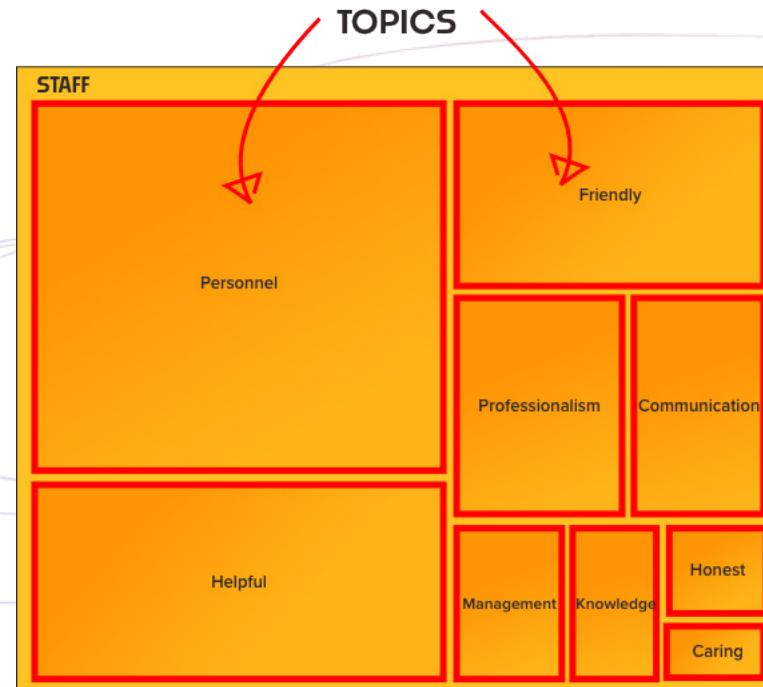 TOPICS
STAFF
Personnel
Friendly
Professionalism
Communication
Helpful
Management
Knowledge
Honest
Caring